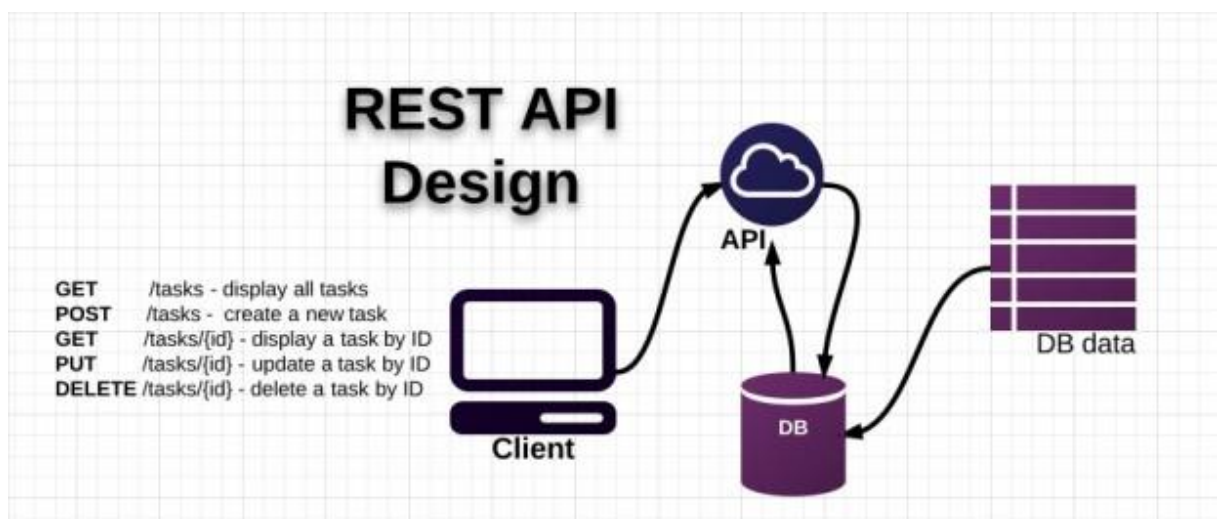 REST API
Design
API
GET /tasks - display all tasks
POST /tasks - create a new task
GET /tasks/{id} - display a task by ID
PUT /tasks/{id} - update a task by ID
DELETE /tasks/{id} - delete a task by ID
Client
DB
DB data